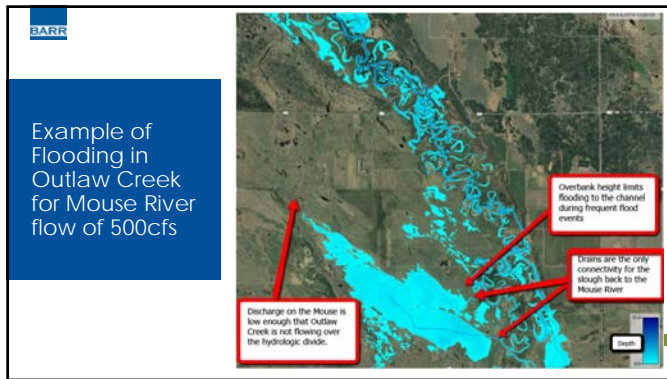 BARR
Example of
Flooding in
Outlaw Creek
for Mouse River
flow of 500cfs
Overbank height limits
flooding to the channel
during frequent flood
events
Drains are the only
connectivity for the
slough back to the
Mouse River
Discharge on the Mouse is
low enough that Outlaw
Creek is not flowing over
the hydrologic divide.
Depth